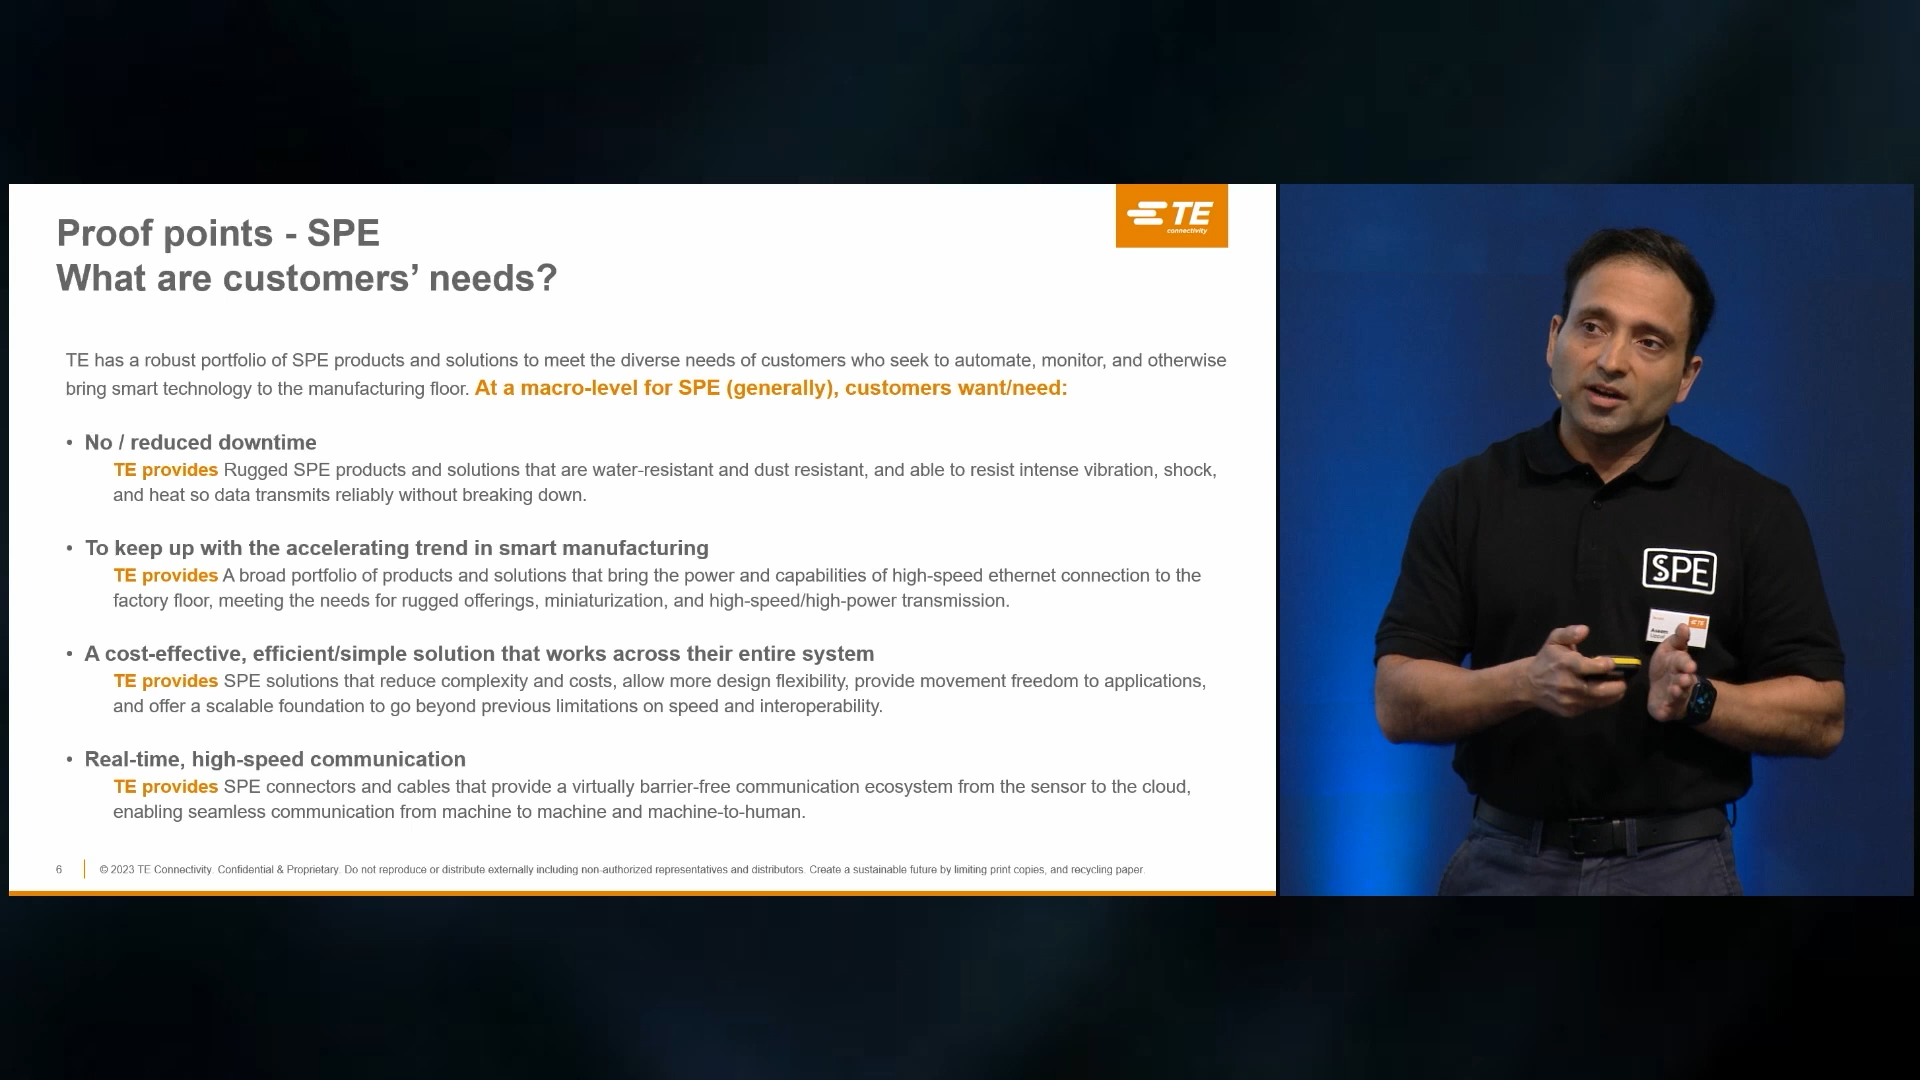 Proof points - SPE
What are customers’ needs?
TE
connectivity
TE has a robust portfolio of SPE products and solutions to meet the diverse needs of customers who seek to automate, monitor, and otherwise
bring smart technology to the manufacturing floor. At a macro-level for SPE (generally), customers want/need:
• No / reduced downtime
TE provides Rugged SPE products and solutions that are water-resistant and dust resistant, and able to resist intense vibration, shock,
and heat so data transmits reliably without breaking down.
• To keep up with the accelerating trend in smart manufacturing
TE provides A broad portfolio of products and solutions that bring the power and capabilities of high-speed ethernet connection to the
factory floor, meeting the needs for rugged offerings, miniaturization, and high-speed/high-power transmission.
• A cost-effective, efficient/simple solution that works across their entire system
TE provides SPE solutions that reduce complexity and costs, allow more design flexibility, provide movement freedom to applications,
and offer a scalable foundation to go beyond previous limitations on speed and interoperability.
• Real-time, high-speed communication
TE provides SPE connectors and cables that provide a virtually barrier-free communication ecosystem from the sensor to the cloud,
enabling seamless communication from machine to machine and machine-to-human.
6
© 2023 TE Connectivity. Confidential & Proprietary. Do not reproduce or distribute externally including non-authorized representatives and distributors. Create a sustainable future by limiting print copies, and recycling paper.
SPE
TE